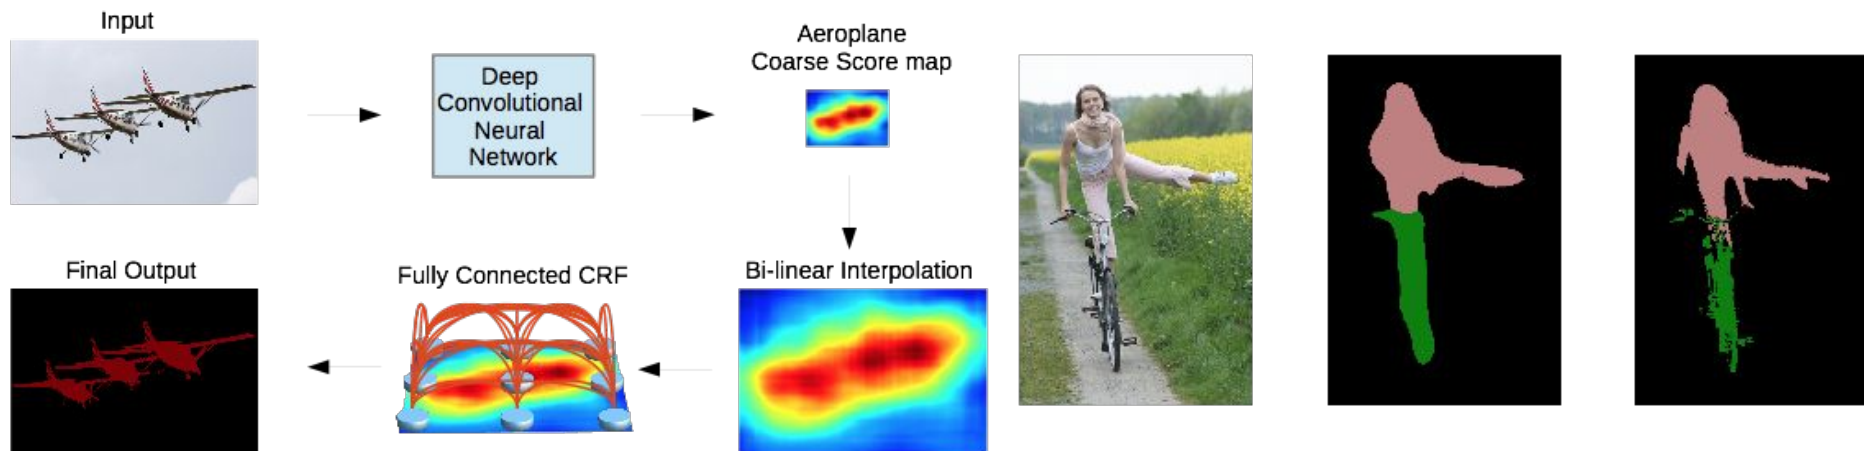 Input
Deep
Convolutional
Neural
Network
Aeroplane
Coarse Score map
Final Output
Fully Connected CRF
Bi-linear Interpolation